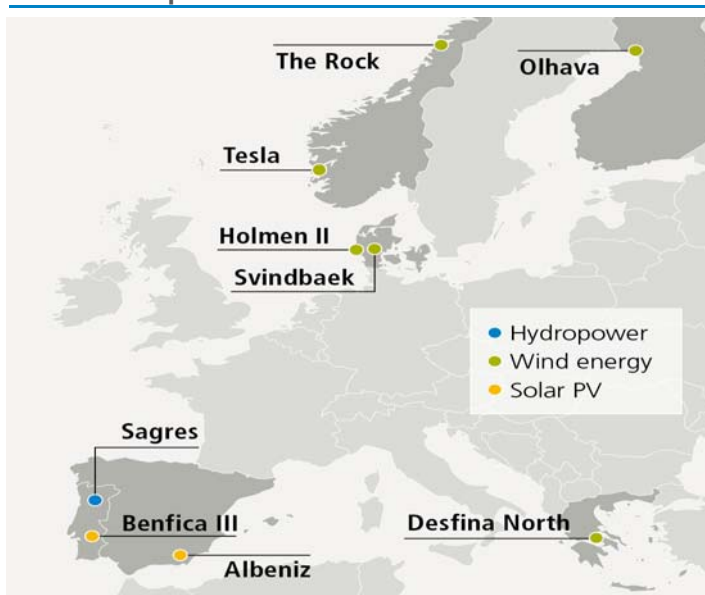 The Rock
Olhava
Tesla
Holmen II
Svindbaek
Hydropower
Wind energy
Solar PV
Sagres
Benfica III
Desfina North
Albeniz